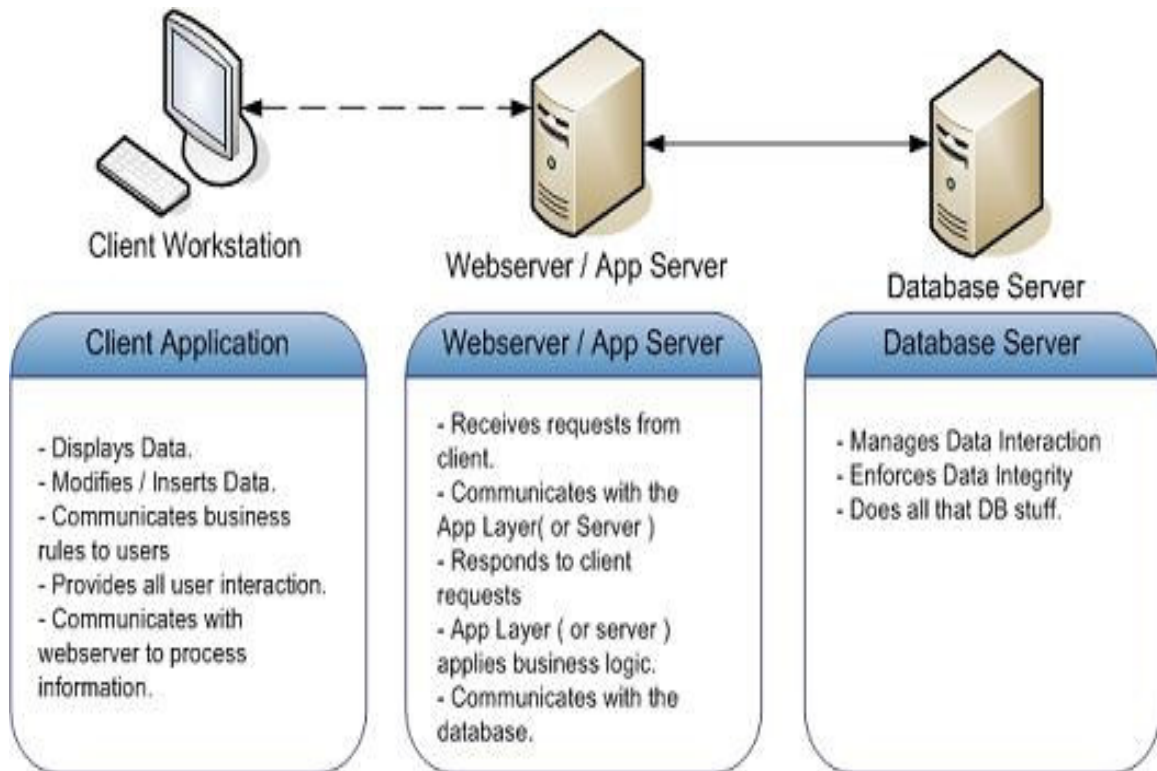 Client Workstation
Webserver / App Server
Database Server
Client Application
- Displays Data.
- Modifies / Inserts Data.
- Communicates business
rules to users
- Provides all user interaction.
- Communicates with
webserver to process
information.
Webserver / App Server
- Receives requests from
client.
- Communicates with the
App Layer( or Server )
- Responds to client
requests
- App Layer ( or server )
applies business logic.
- Communicates with the
database.
Database Server
- Manages Data Interaction
- Enforces Data Integrity
- Does all that DB stuff.